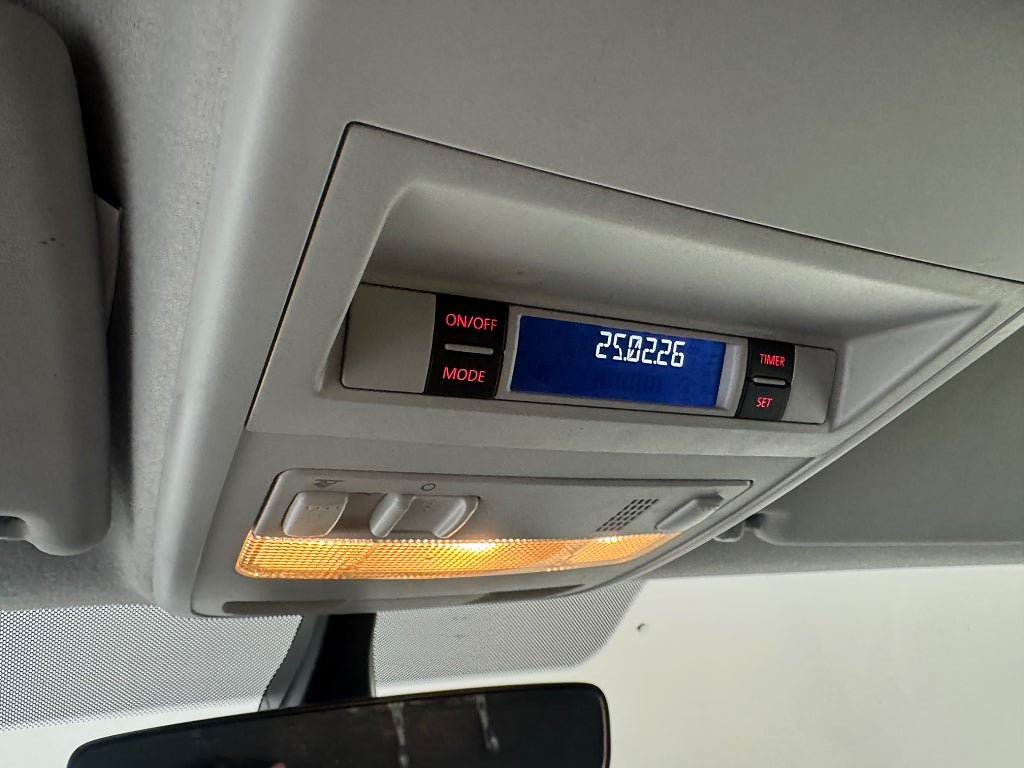 ON/OFF
25.02.26
TIMER
MODE
SET